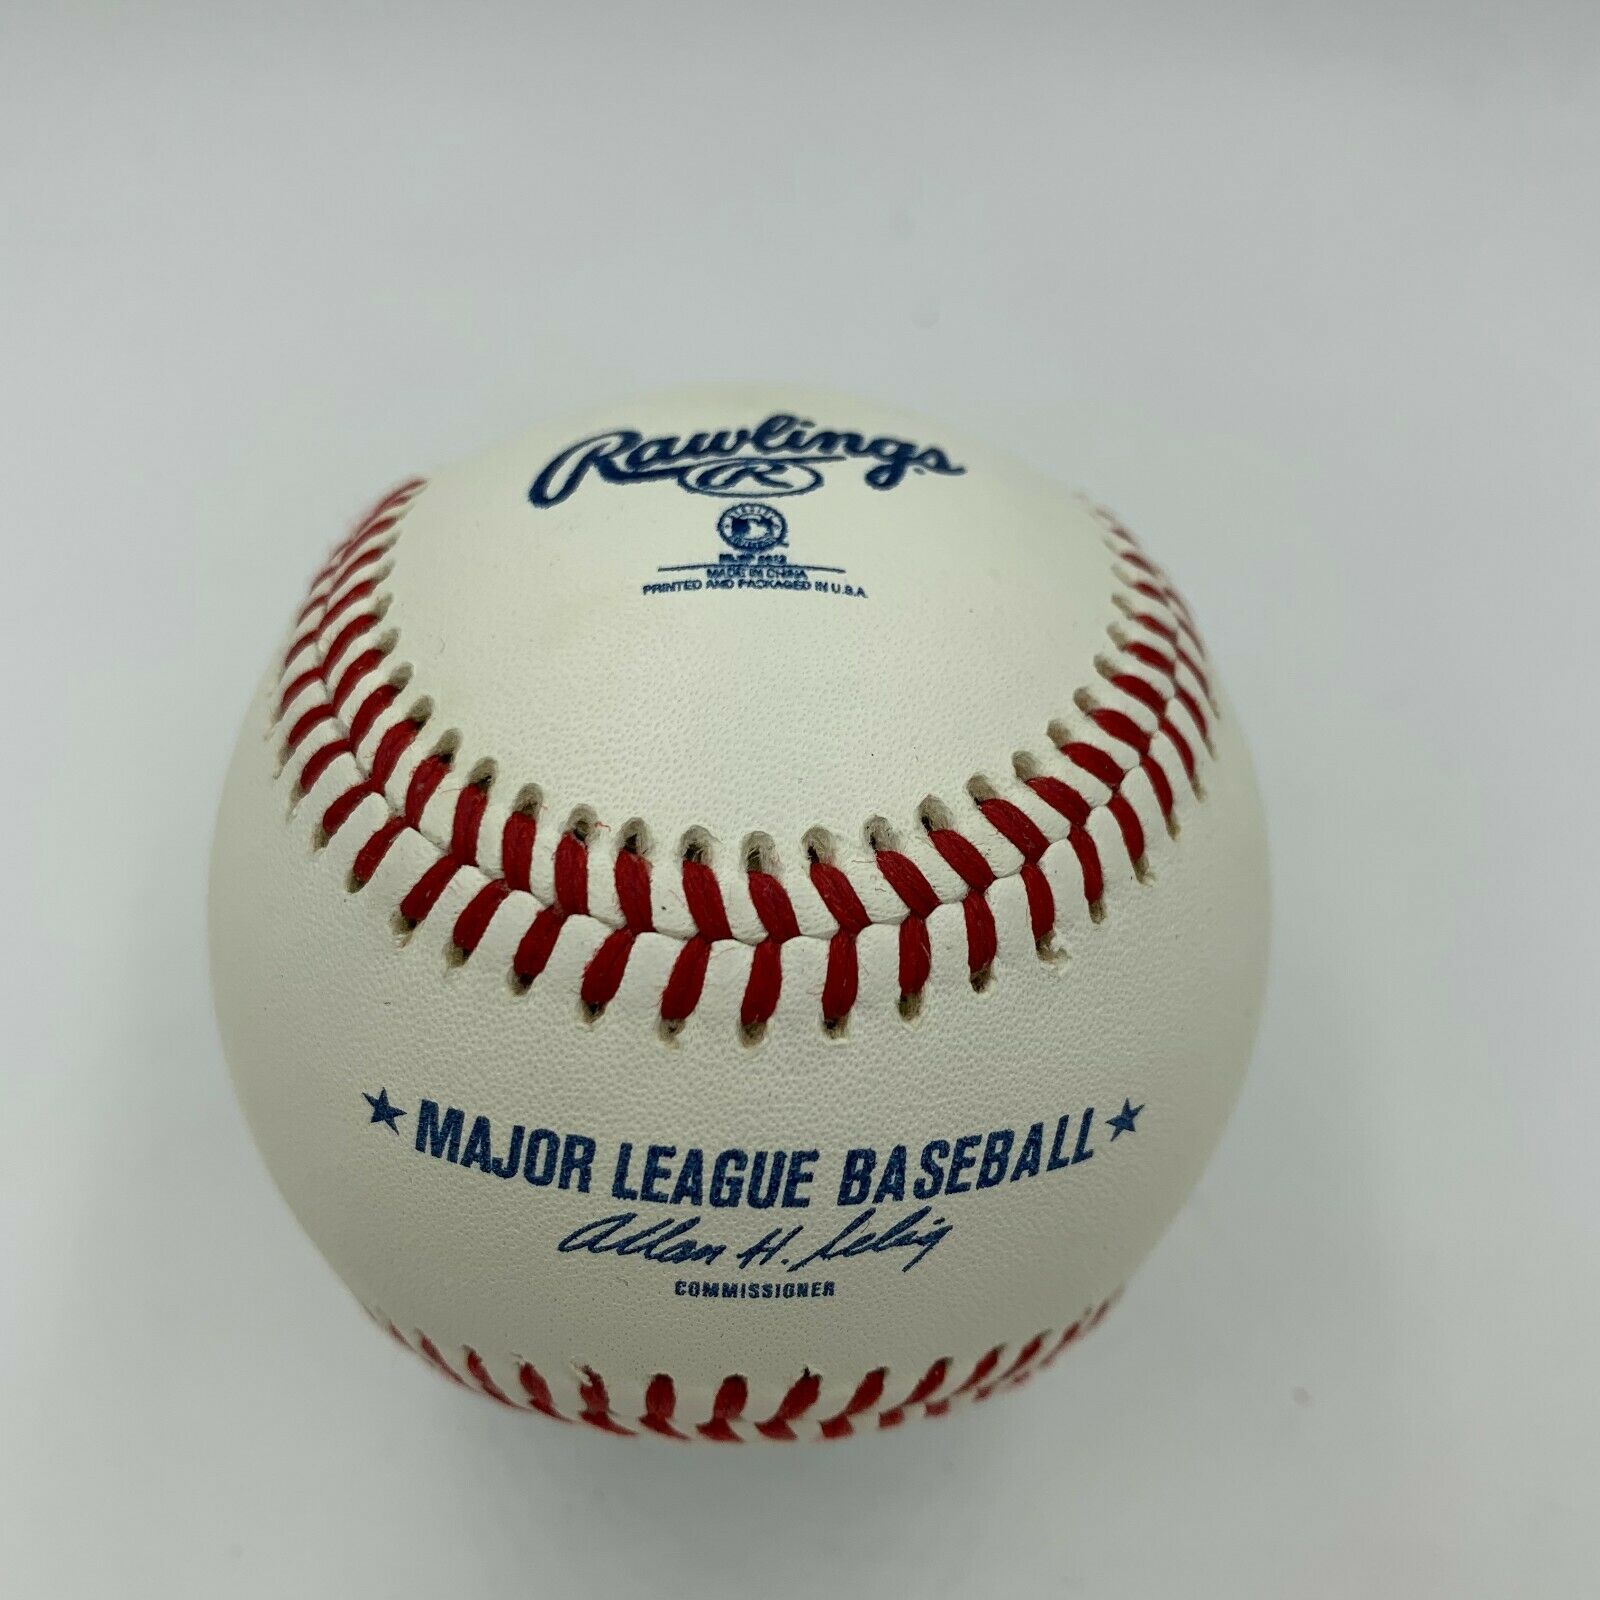 Rawlings
R
MADE IN CHINA
PRINTED AND PACKAGED IN U.S.A.
★ MAJOR LEAGUE BASEBALL ★
Allan H. Selig
COMMISSIONER